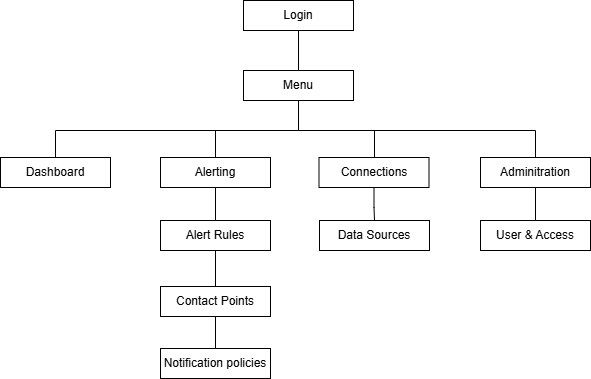 Login
Menu
Dashboard
Alerting
Connections
Adminitration
Alert Rules
Data Sources
User & Access
Contact Points
Notification policies